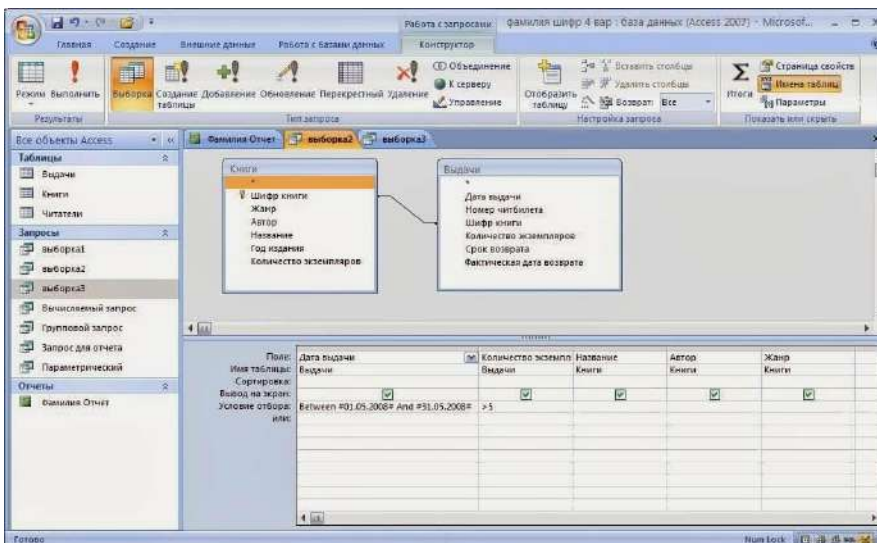 Работа с запросами
фамилия шифр 4 вар : база данных (Access 2007) - Microsof...
Главная Создание Внешние данные Работа с базами данных Конструктор
Режим Выполнить
Выборка Создание таблицы Добавление Обновление Перекрестный Удаление
Объединение
К серверу
Управление
Отобразить таблицу
Вставить столбцы
Удалить столбцы
Возврат: Все
Итоги
Страница свойств
Имена таблиц
Параметры
Результаты Тип запроса Настройка запроса Показать или скрыть
Все объекты Access
Фамилия Отчет выборка2 выборка3
Таблицы
Выдачи
Книги
Читатели
Запросы
выборка1
выборка2
выборка3
Вычисляемый запрос
Групповой запрос
Запрос для отчета
Параметрический
Отчеты
Фамилия Отчет
Книги
*
Шифр книги
Жанр
Автор
Название
Год издания
Количество экземпляров
Выдачи
*
Дата выдачи
Номер читбилета
Шифр книги
Количество экземпляров
Срок возврата
Фактическая дата возврата
Поле: Дата выдачи Количество экземпл Название Автор Жанр
Имя таблицы: Выдачи Выдачи Книги Книги Книги
Сортировка:
Вывод на экран:
Условие отбора: Between #01.05.2008# And #31.05.2008# >5
или:
Готово
Num Lock